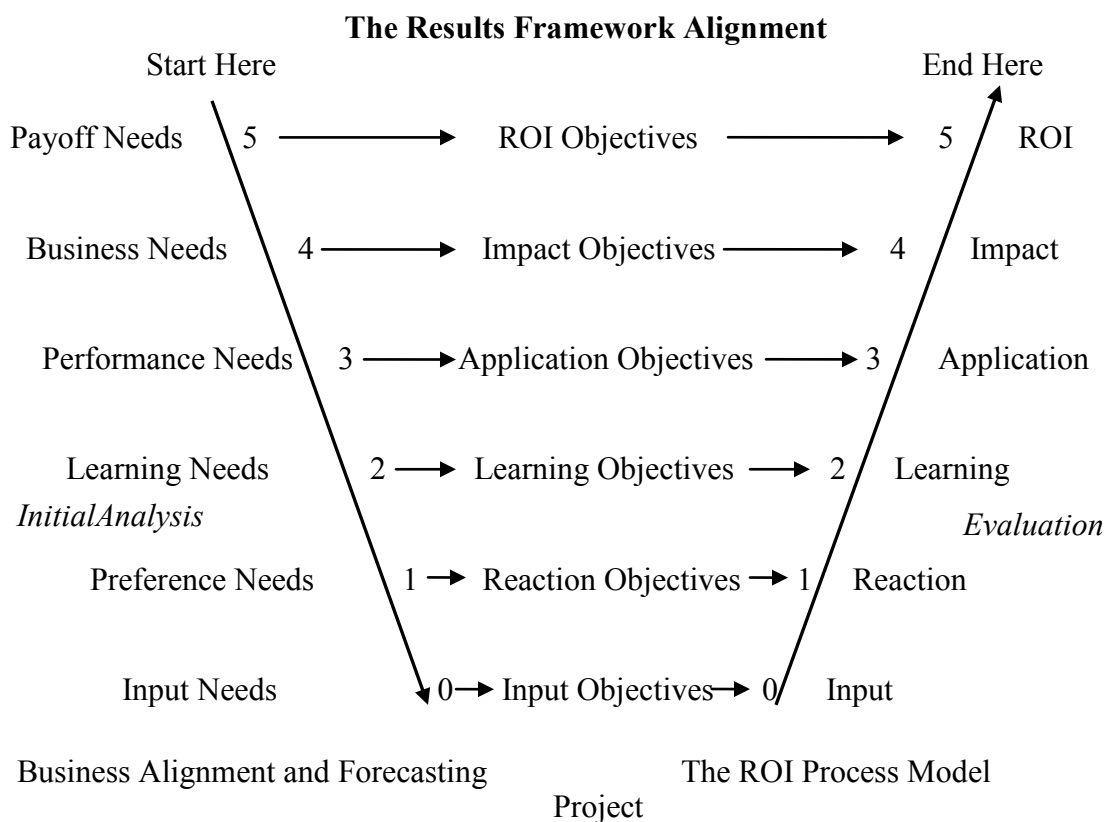 The Results Framework Alignment
Start Here End Here
Payoff Needs 5 ROI Objectives 5 ROI
Business Needs 4 Impact Objectives 4 Impact
Performance Needs 3 Application Objectives 3 Application
Learning Needs 2 Learning Objectives 2 Learning
InitialAnalysis Evaluation
Preference Needs 1 Reaction Objectives 1 Reaction
Input Needs 0 Input Objectives 0 Input
Business Alignment and Forecasting The ROI Process Model
Project